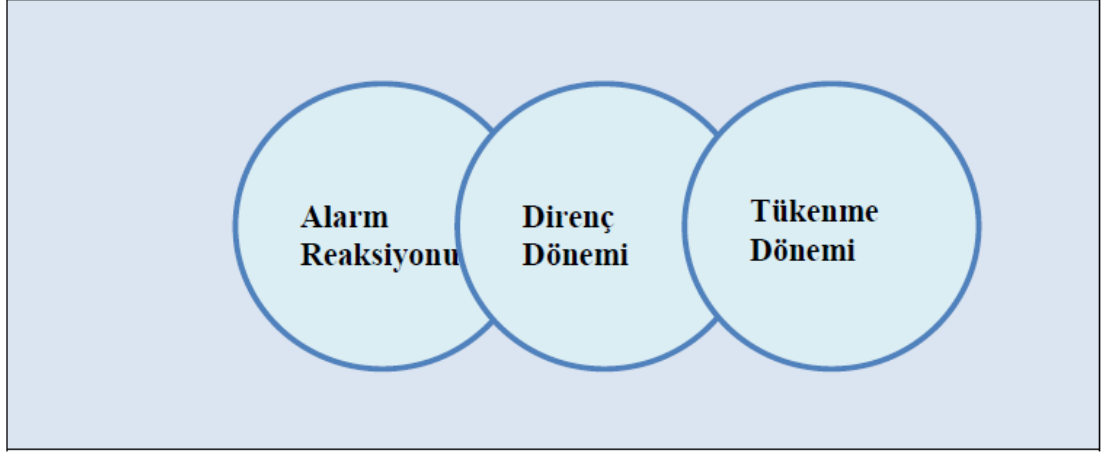 Alarm
Reaksiyonu
Direnç
Dönemi
Tükenme
Dönemi